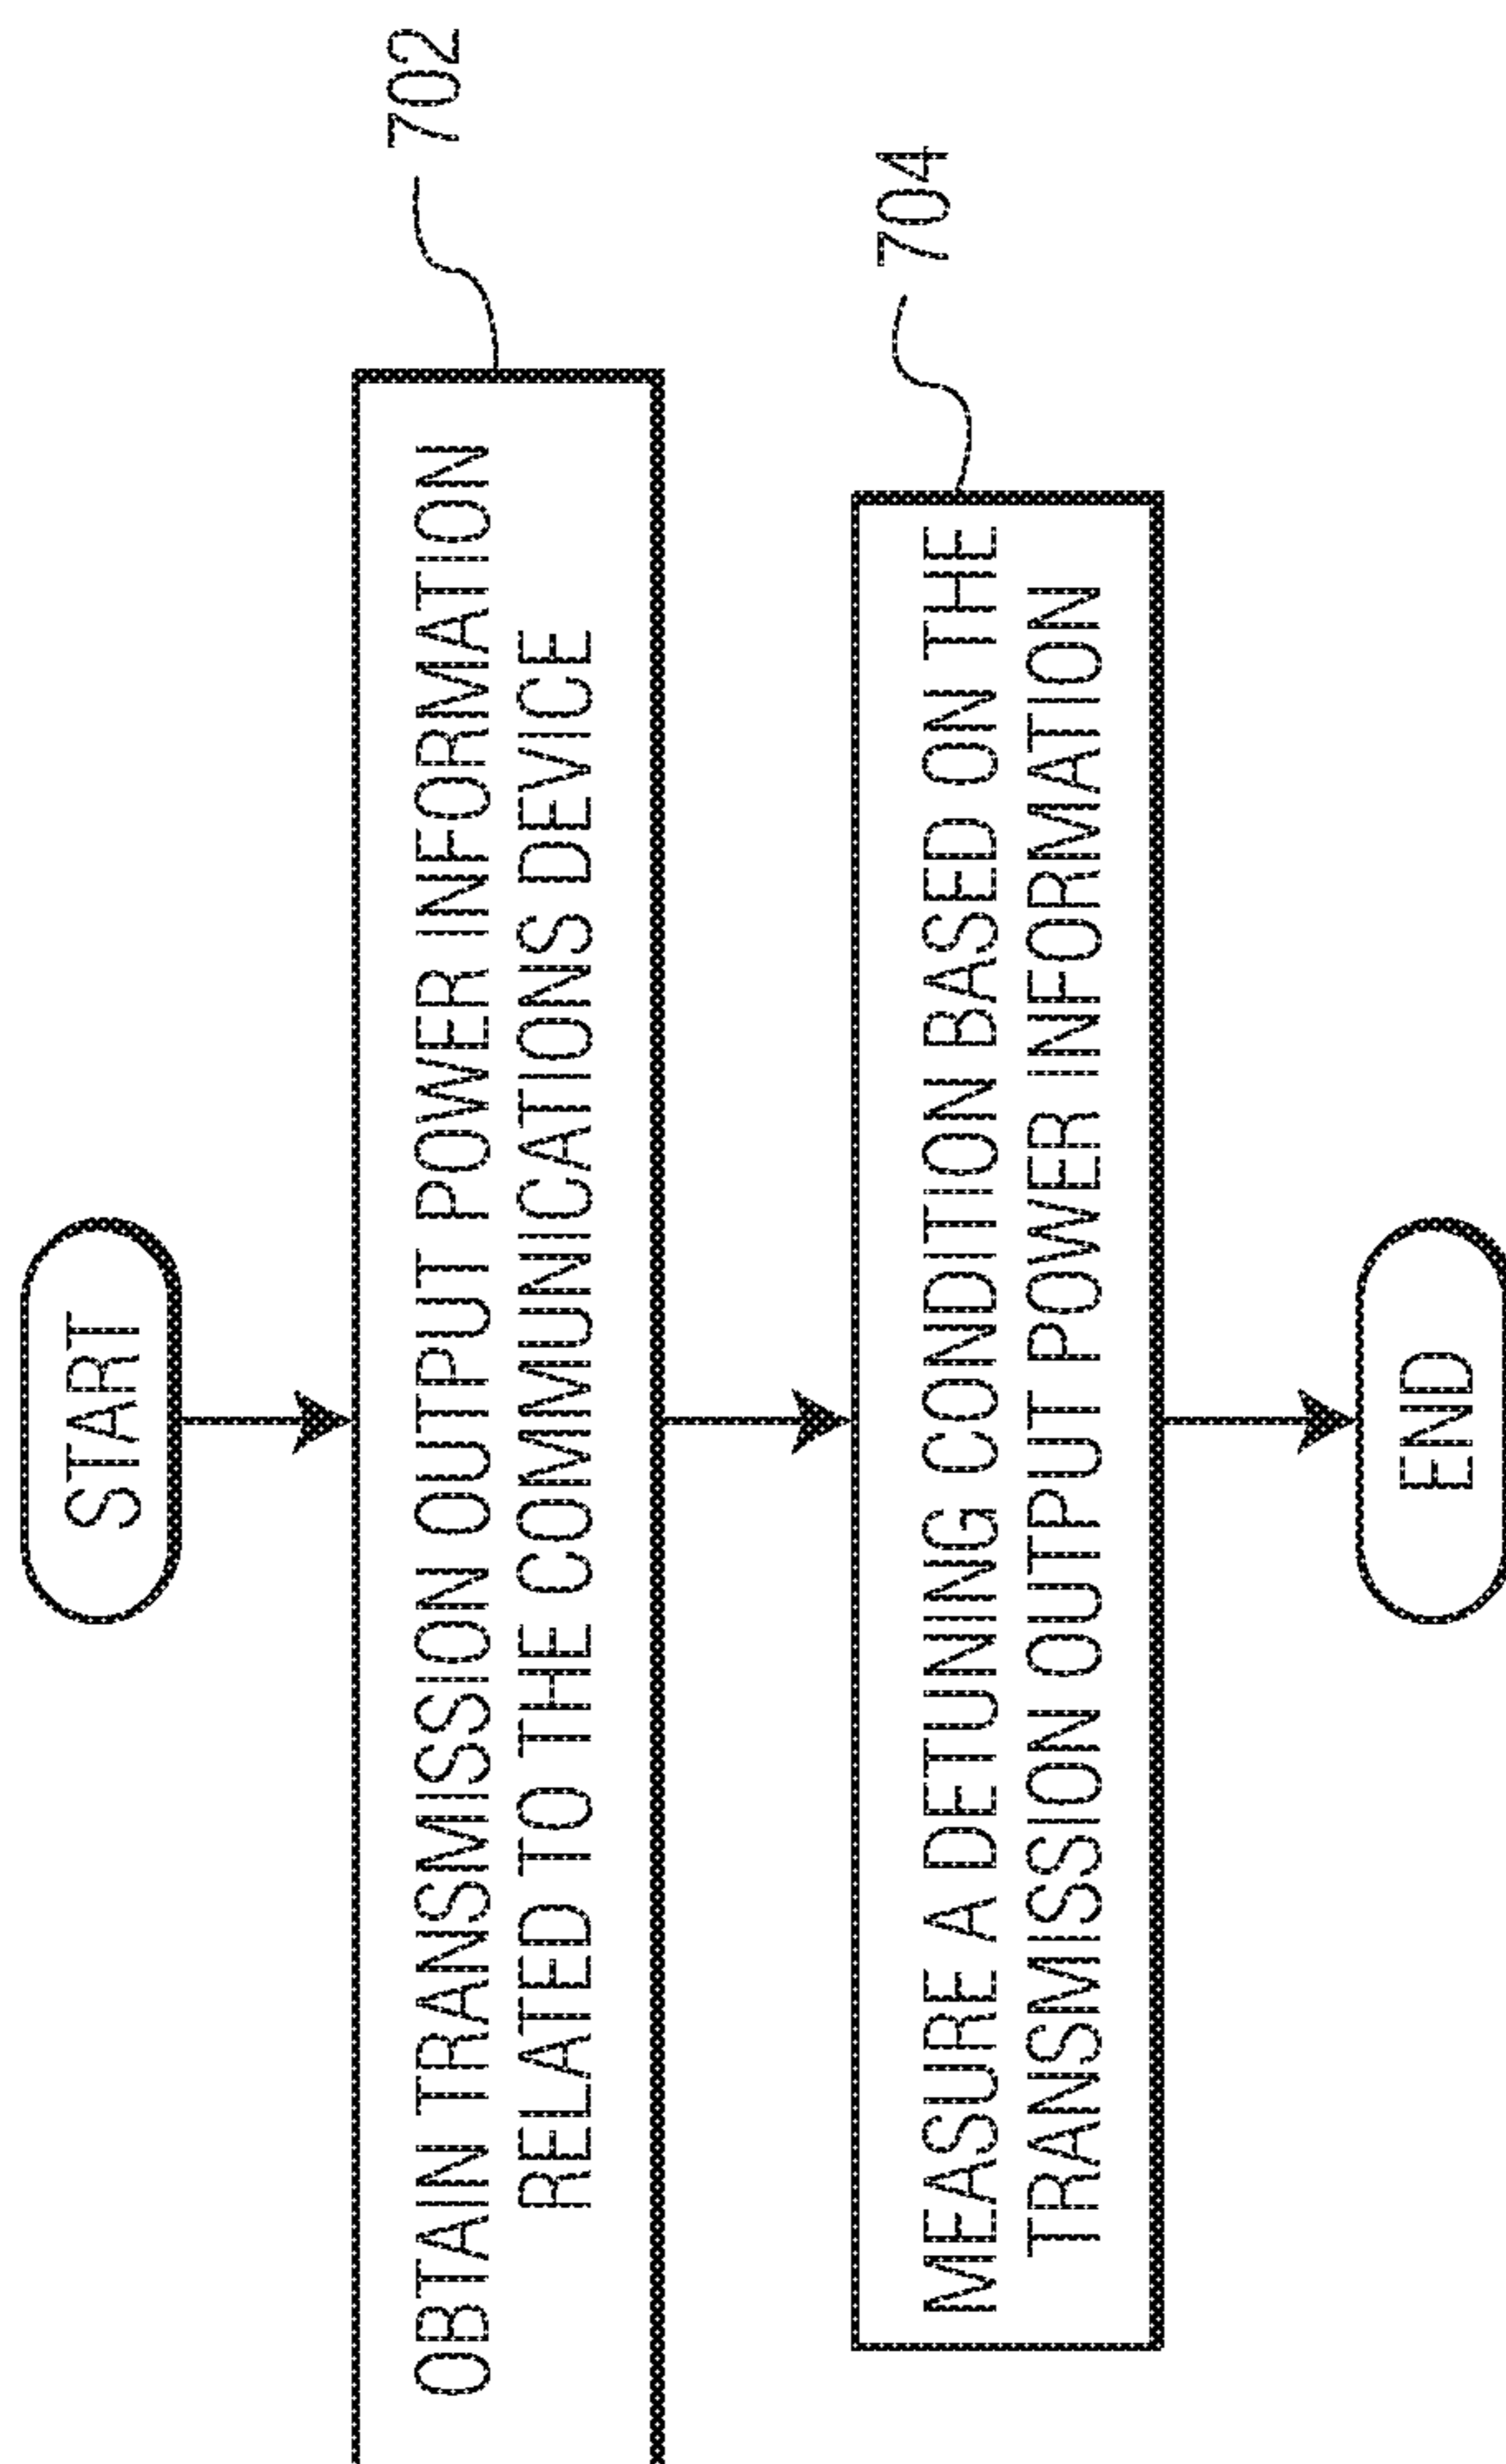 START
OBTAIN TRANSMISSION OUTPUT POWER INFORMATION
RELATED TO THE COMMUNICATIONS DEVICE
702
MEASURE A DETUNING CONDITION BASED ON THE
TRANSMISSION OUTPUT POWER INFORMATION
704
END